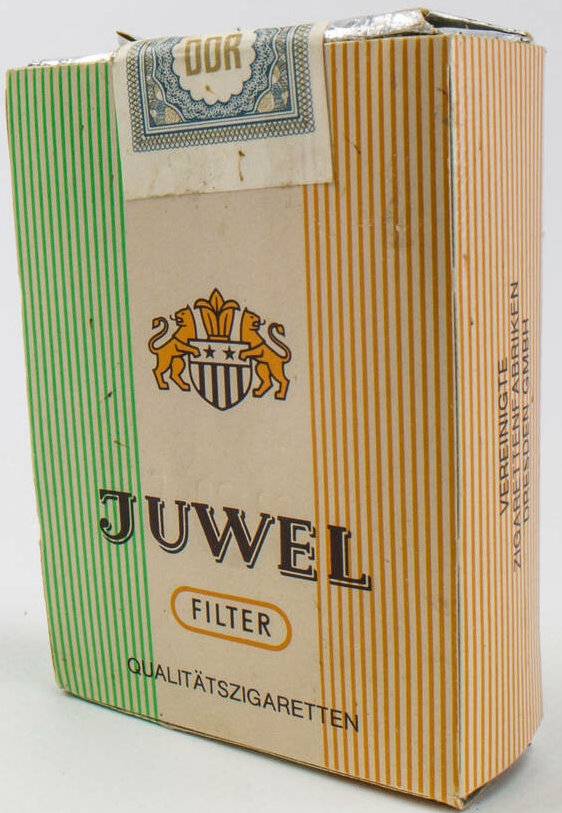 DDR
JUWEL
FILTER
QUALITÄTSZIGARETTEN
VEREINIGTE
ZIGARETTENFABRIKEN
DRESDEN GMBH